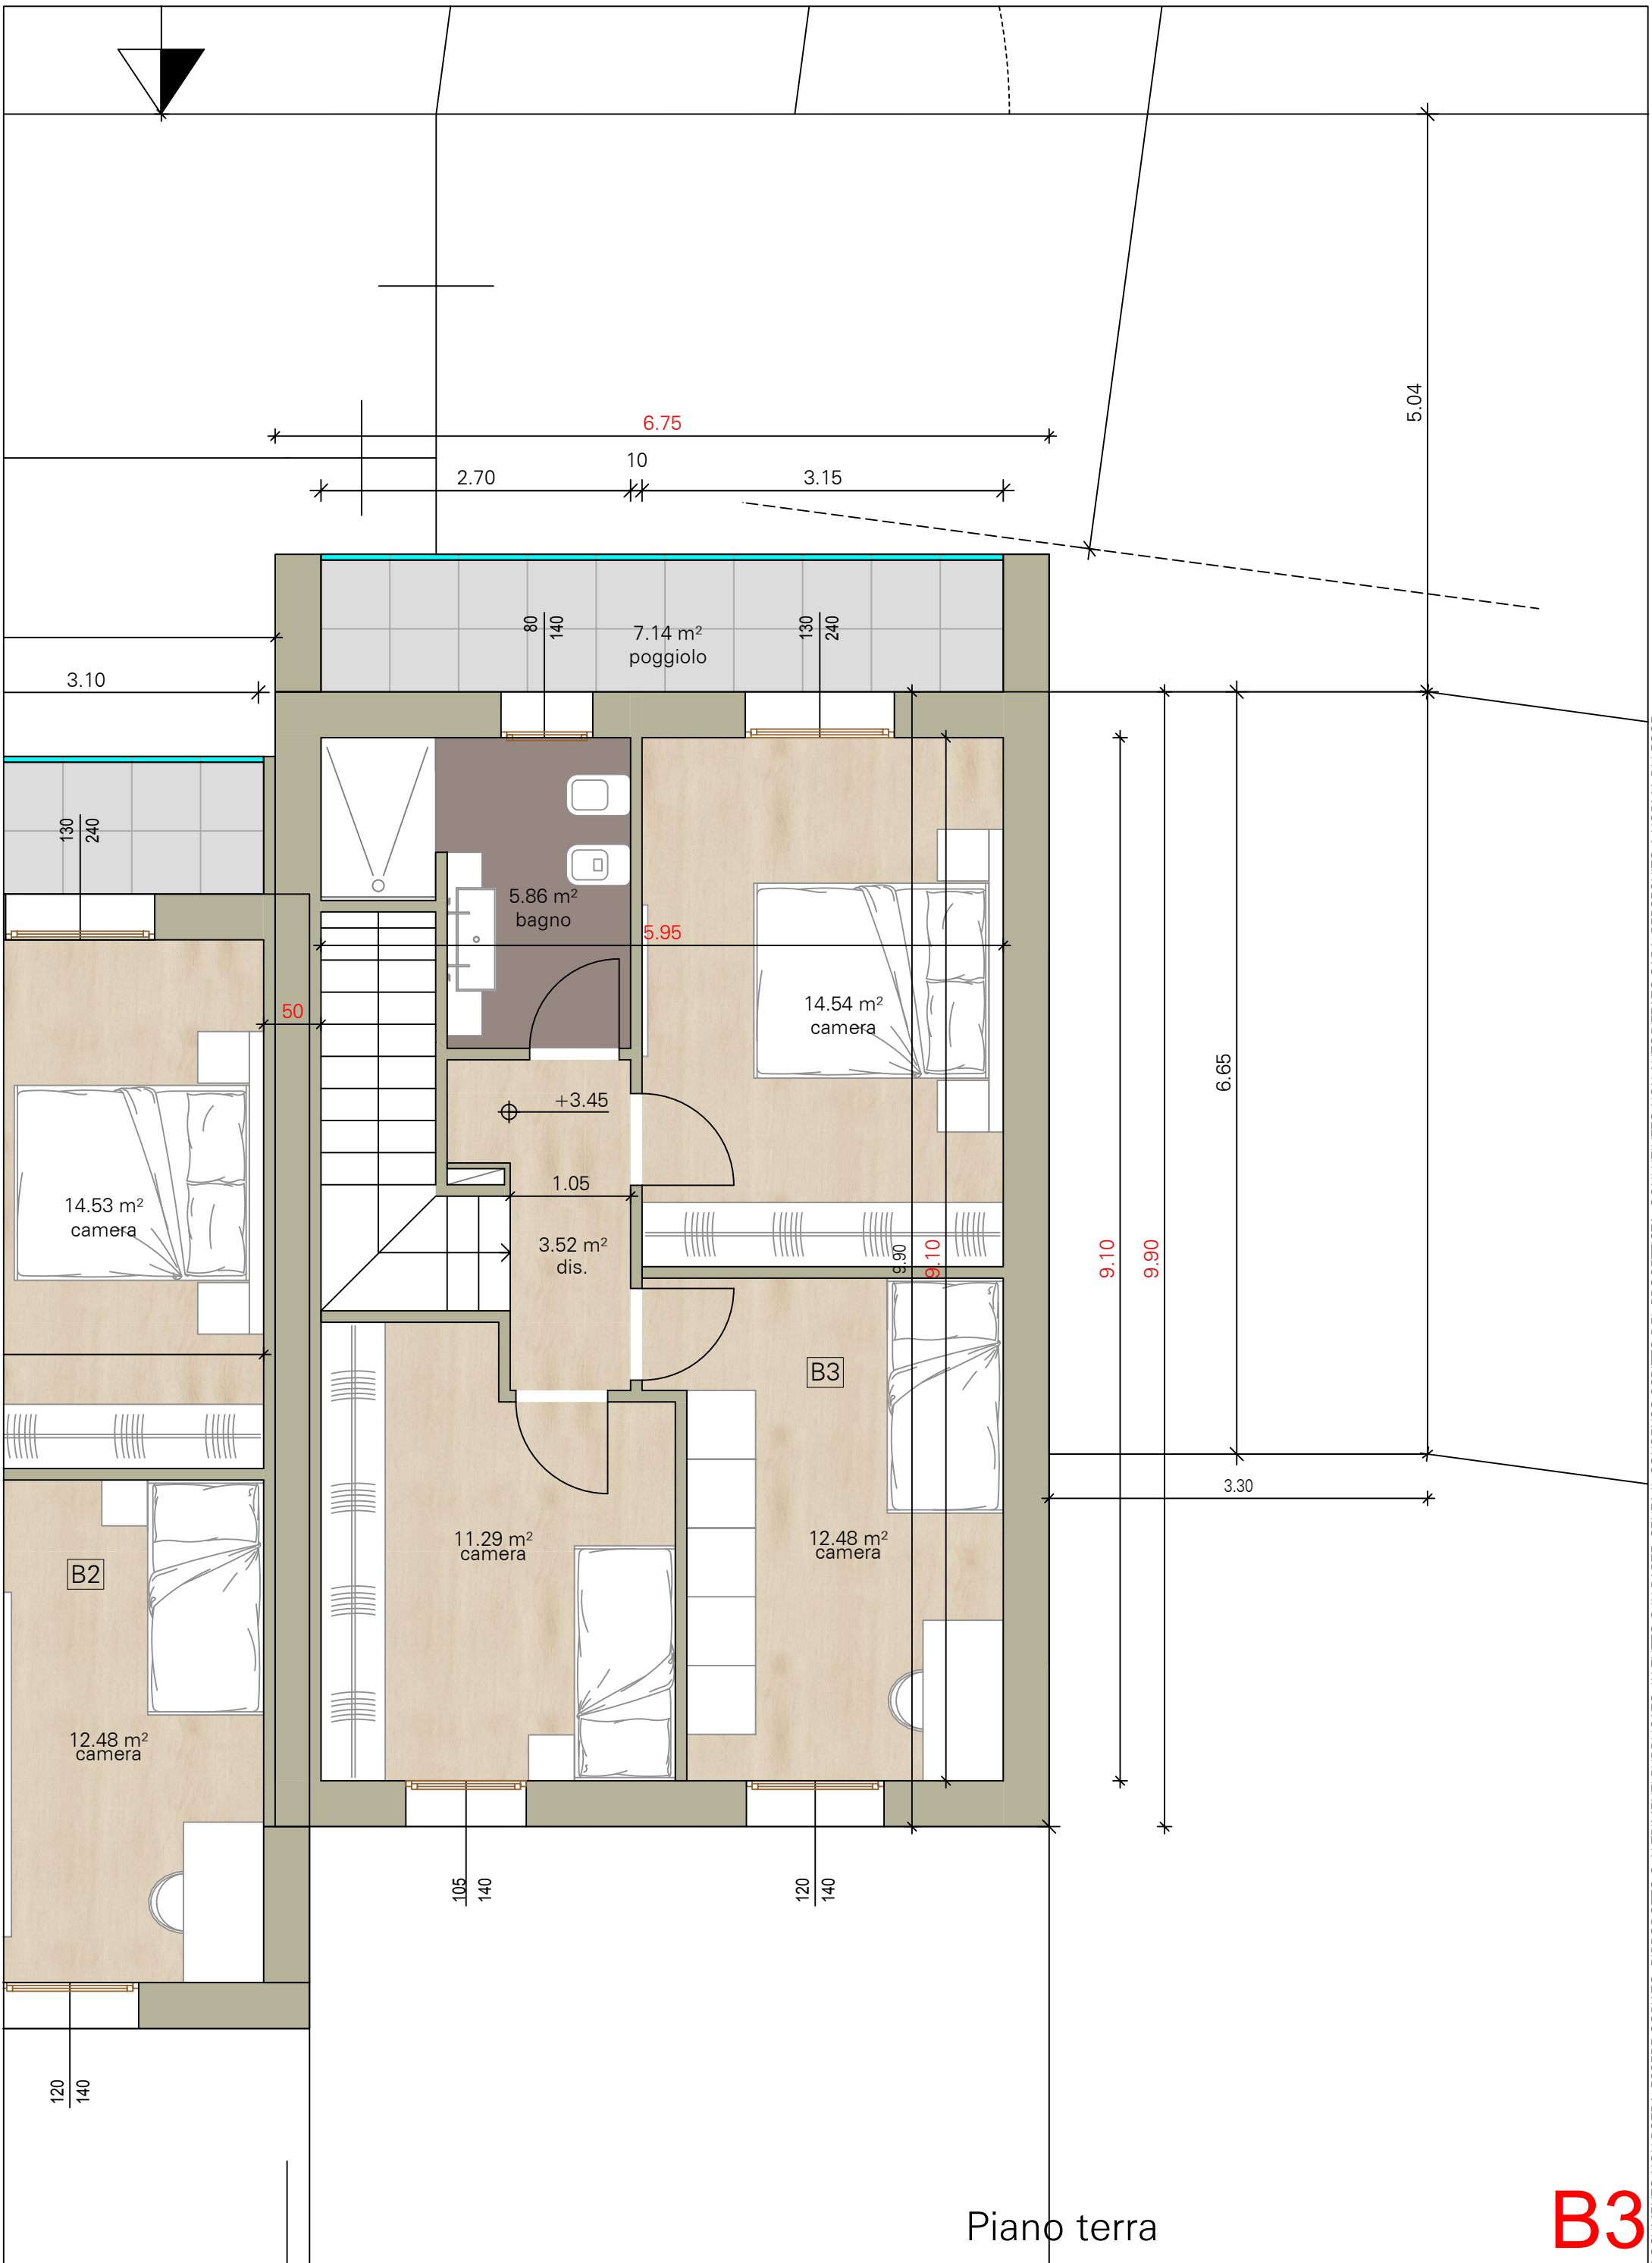 5.04
6.75
10
2.70
3.15
80
140
130
240
7.14 m²
poggiolo
3.10
130
240
5.86 m²
bagno
5.95
50
14.54 m²
camera
+3.45
6.65
1.05
14.53 m²
camera
3.52 m²
dis.
9.90
9.10
9.10
9.90
B3
3.30
11.29 m²
camera
12.48 m²
camera
B2
12.48 m²
camera
105
140
120
140
120
140
Piano terra
B3